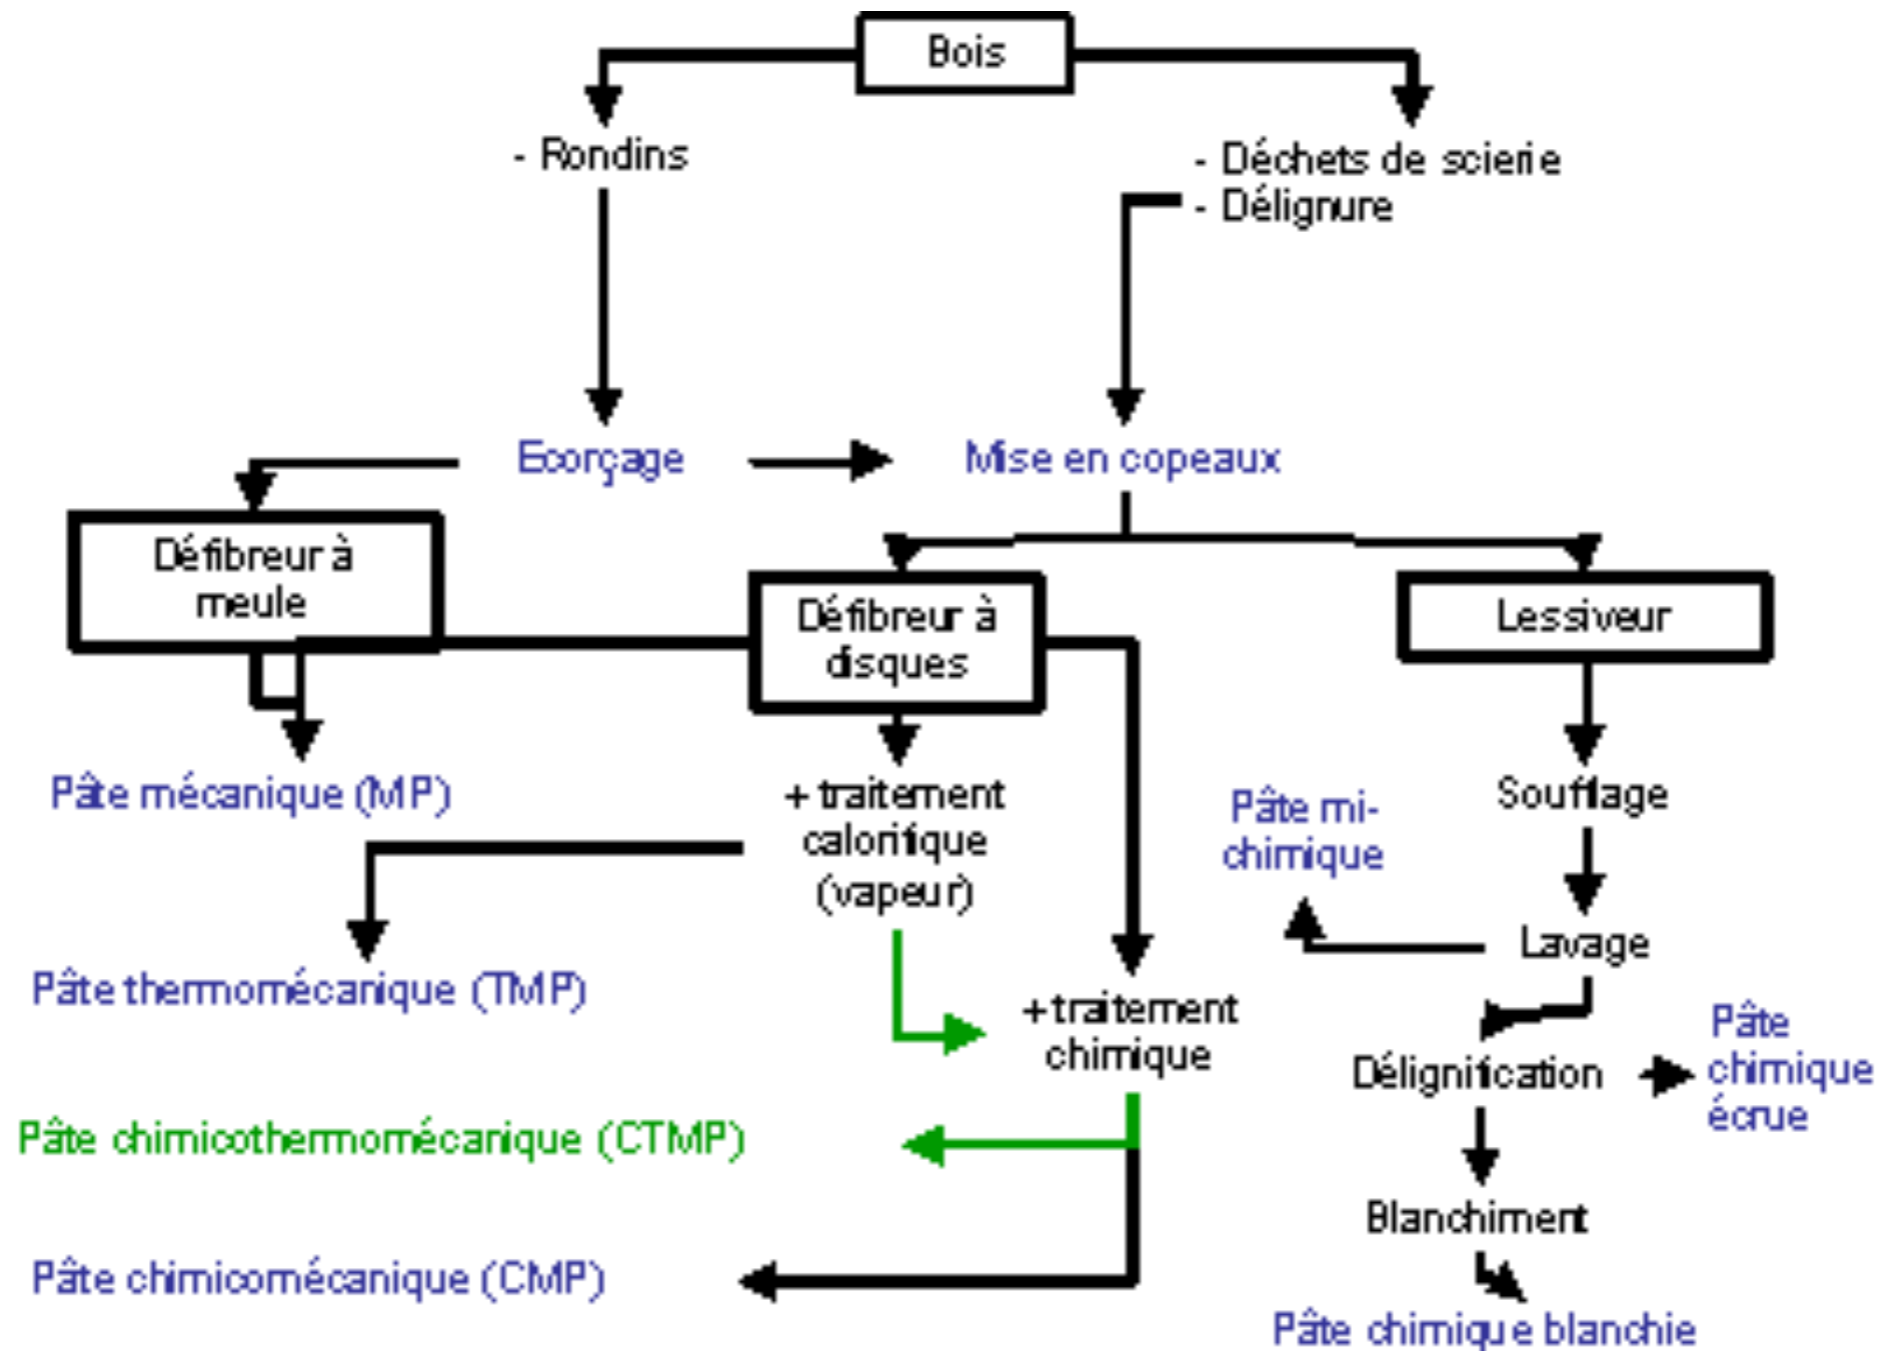 Bois
- Rondins
- Déchets de scierie
- Délignure
Ecorçage
Mise en copeaux
Défibreur à
meule
Défibreur à
disques
Lessiveur
Pâte mécanique (MP)
+ traitement
calorifique
(vapeur)
Pâte mi-
chimique
Soufflage
Lavage
Pâte thermomécanique (TMP)
+ traitement
chimique
Délignification
Pâte
chimique
écrue
Pâte chimicothermomécanique (CTMP)
Blanchiment
Pâte chimicomécanique (CMP)
Pâte chimique blanchie